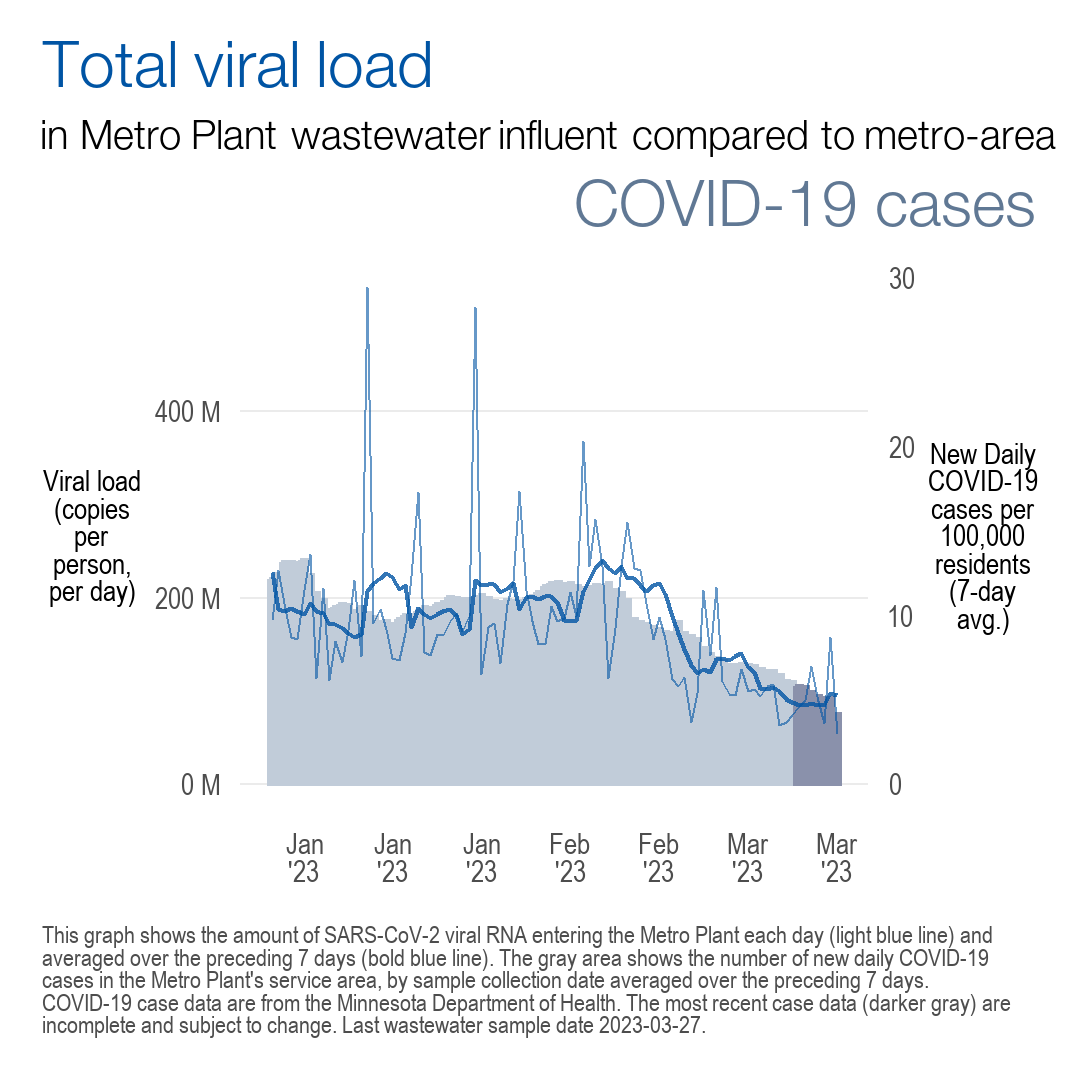 Total viral load
in Metro Plant wastewater influent compared to metro-area
COVID-19 cases
30
400 M
20
New Daily
COVID-19
cases per
100,000
residents
(7-day
avg.)
Viral load
(copies
per
person,
per day)
200 M
10
0 M
0
Jan
'23
Jan
'23
Jan
'23
Feb
'23
Feb
'23
Mar
'23
Mar
'23
This graph shows the amount of SARS-CoV-2 viral RNA entering the Metro Plant each day (light blue line) and
averaged over the preceding 7 days (bold blue line). The gray area shows the number of new daily COVID-19
cases in the Metro Plant's service area, by sample collection date averaged over the preceding 7 days.
COVID-19 case data are from the Minnesota Department of Health. The most recent case data (darker gray) are
incomplete and subject to change. Last wastewater sample date 2023-03-27.